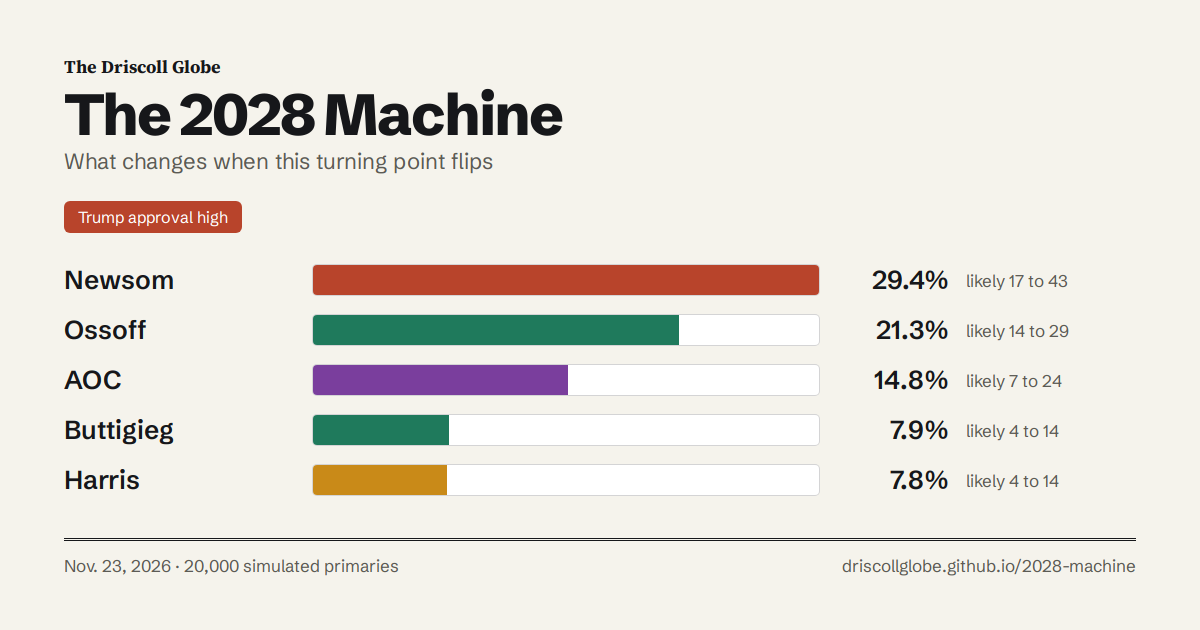 The Driscoll Globe
The 2028 Machine
What changes when this turning point flips
Trump approval high
Newsom 29.4% likely 17 to 43
Ossoff 21.3% likely 14 to 29
AOC 14.8% likely 7 to 24
Buttigieg 7.9% likely 4 to 14
Harris 7.8% likely 4 to 14
Nov. 23, 2026 · 20,000 simulated primaries driscollglobe.github.io/2028-machine